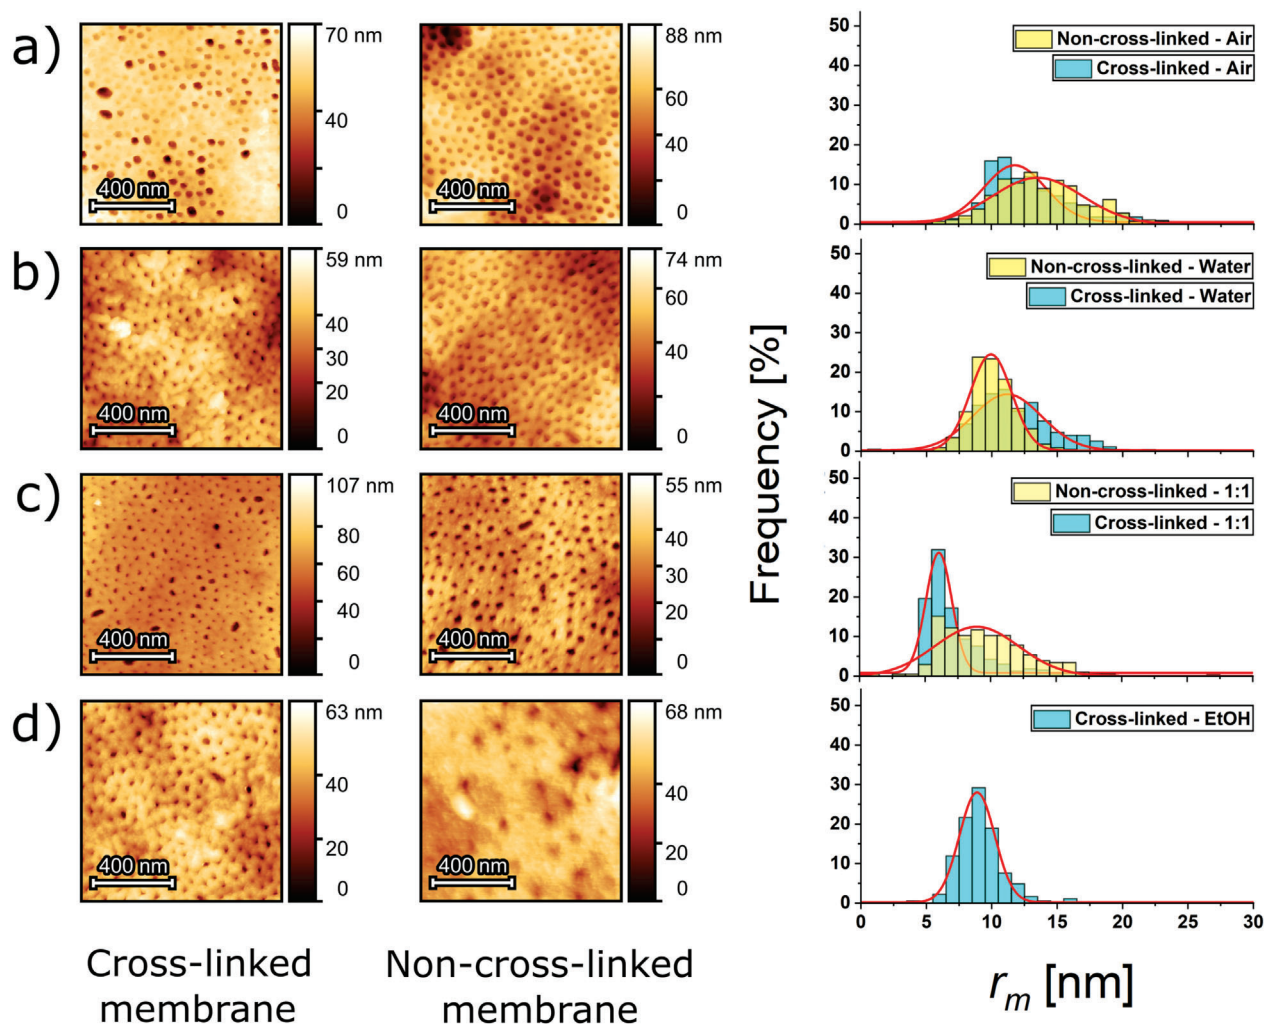 a)
70 nm
40
0
400 nm
88 nm
60
40
0
400 nm
50
40
30
20
10
0
Non-cross-linked - Air
Cross-linked - Air
b)
59 nm
40
30
20
0
400 nm
74 nm
60
40
0
400 nm
50
40
30
20
10
0
Non-cross-linked - Water
Cross-linked - Water
c)
107 nm
80
60
40
0
400 nm
55 nm
40
30
20
0
400 nm
50
40
30
20
10
0
Non-cross-linked - 1:1
Cross-linked - 1:1
d)
63 nm
40
20
0
400 nm
68 nm
40
20
0
400 nm
50
40
30
20
10
0
Cross-linked - EtOH
0 5 10 15 20 25 30
Frequency [%]
r_m [nm]
Cross-linked
membrane
Non-cross-linked
membrane